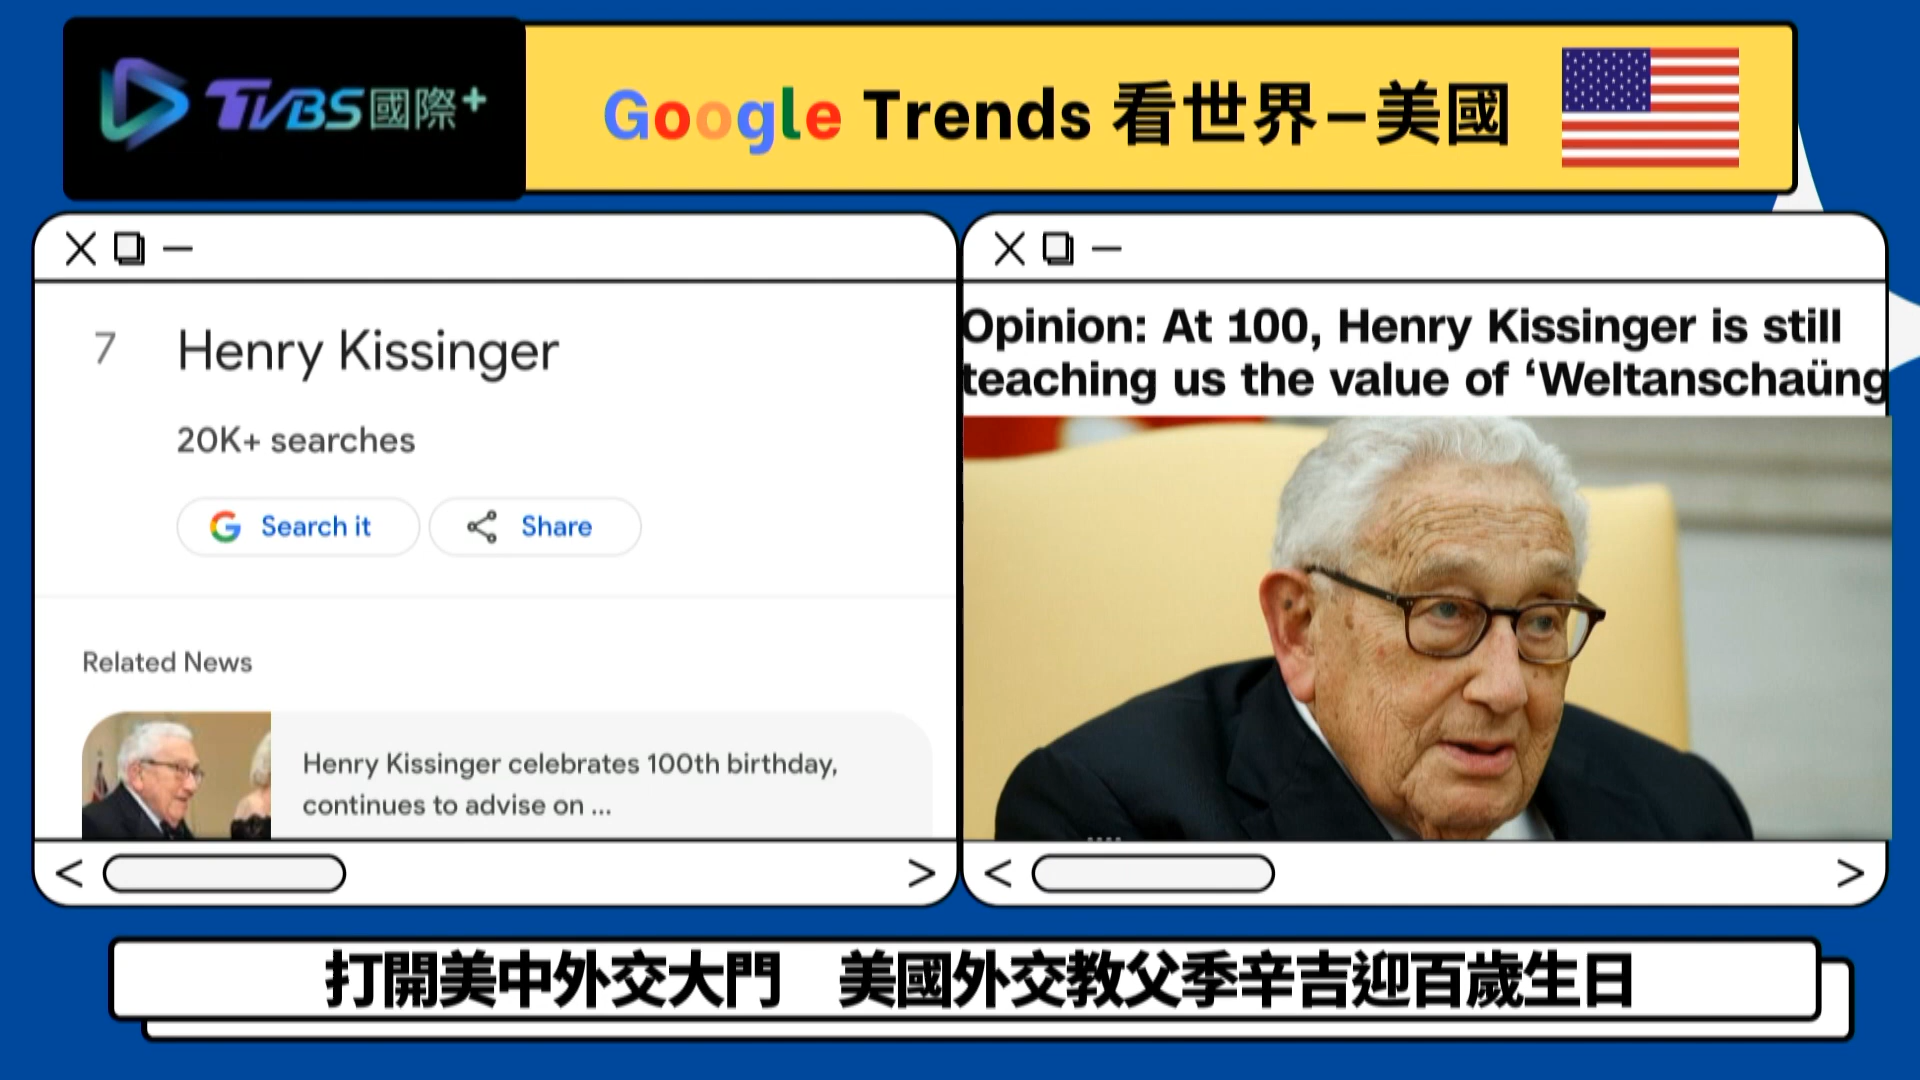 TVBS國際+
Google Trends 看世界-美國
7
Henry Kissinger
20K+ searches
Search it
Share
Related News
Henry Kissinger celebrates 100th birthday,
continues to advise on ...
Opinion: At 100, Henry Kissinger is still
teaching us the value of ‘Weltanschaüng
打開美中外交大門　美國外交教父季辛吉迎百歲生日